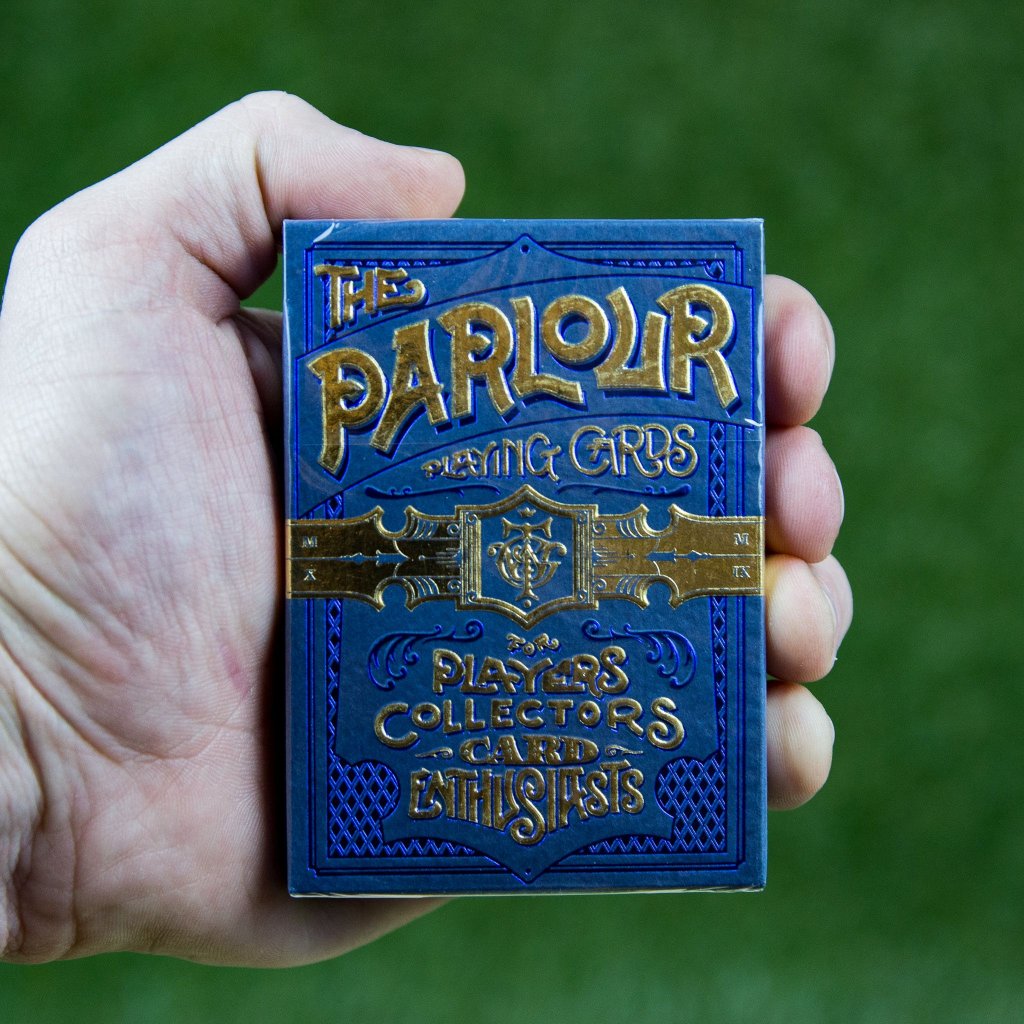 THE
PARLOUR
PLAYING CARDS
M M
X IX
FOR
PLAYERS
COLLECTORS
CARD
ENTHUSIASTS